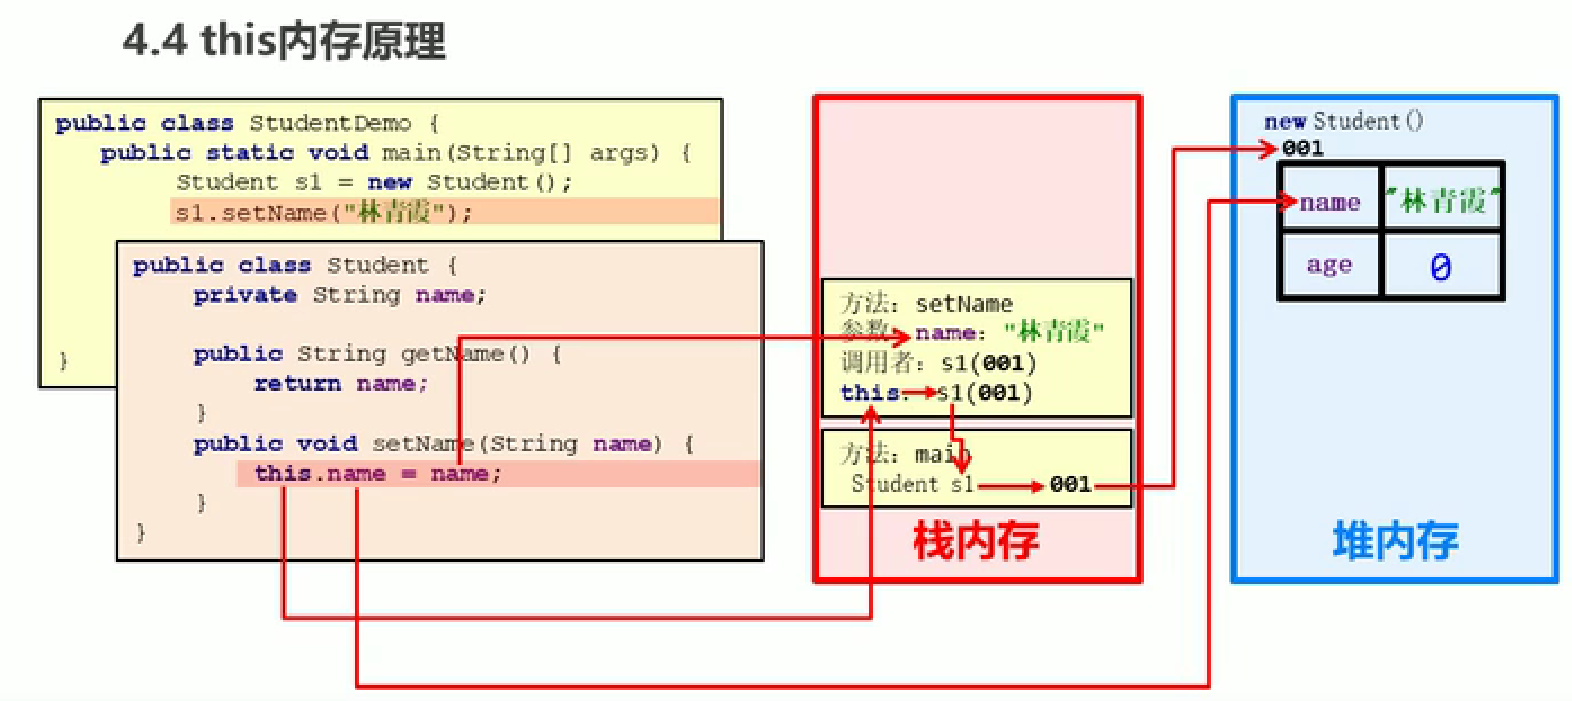 4.4 this内存原理
public class StudentDemo {
public static void main(String[] args) {
Student s1 = new Student();
s1.setName("林青霞");
}
public class Student {
private String name;
public String getName() {
return name;
}
public void setName(String name) {
this.name = name;
}
}
方法: setName
参数: name: "林青霞"
调用者: s1(001)
this: s1(001)
方法: main
Student s1 001
栈内存
new Student()
001
name "林青霞"
age 0
堆内存